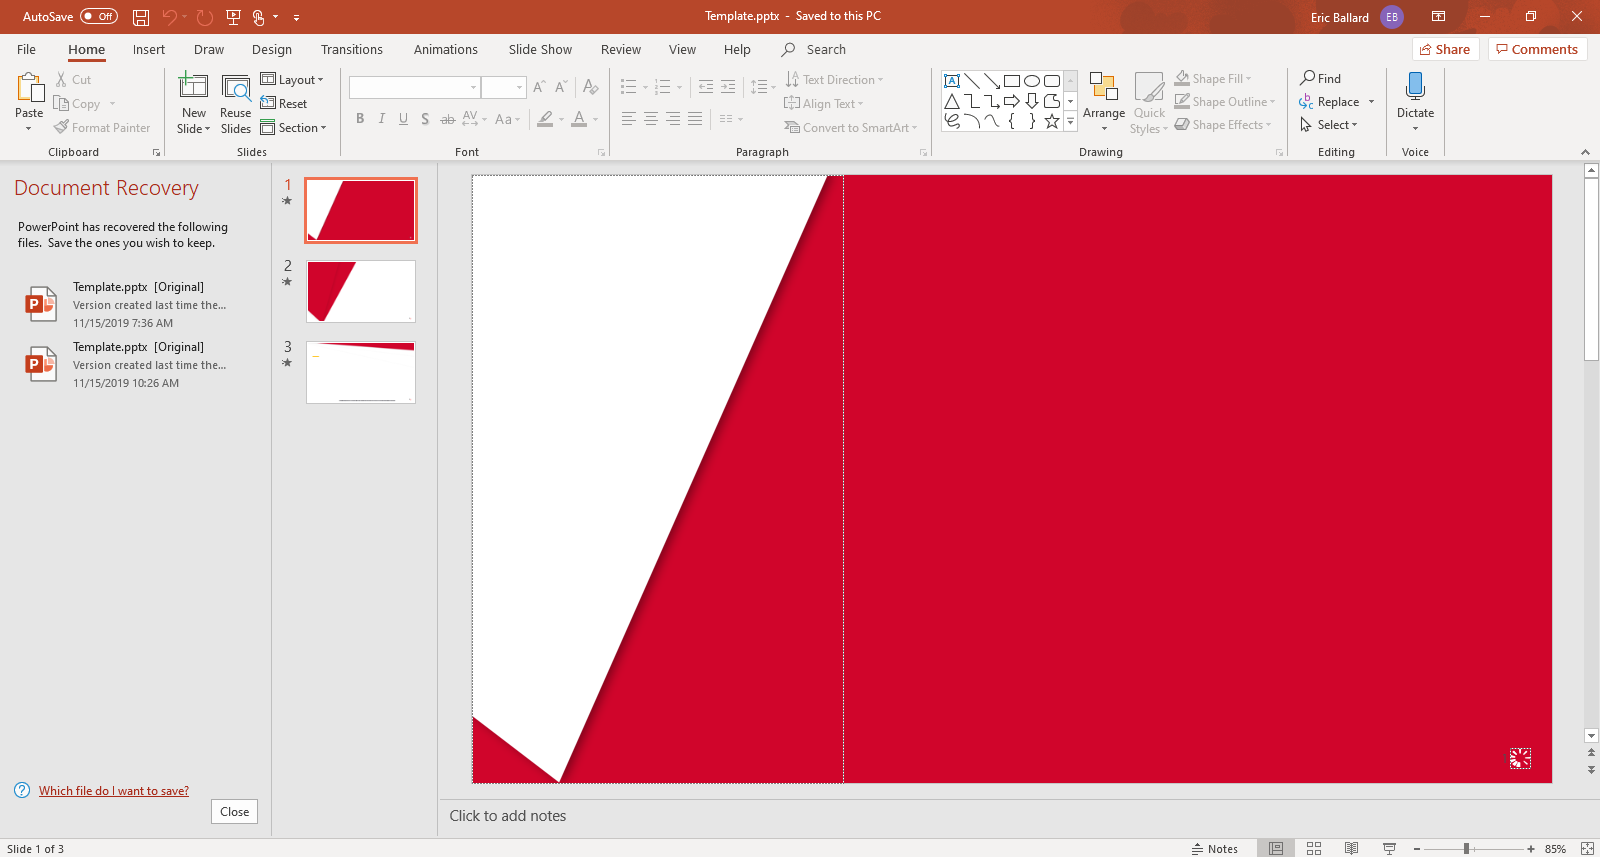 AutoSave Off
Template.pptx - Saved to this PC
Eric Ballard EB
File Home Insert Draw Design Transitions Animations Slide Show Review View Help Search
Share Comments
Paste
Cut
Copy
Format Painter
Clipboard
New Slide
Reuse Slides
Layout
Reset
Section
Slides
B I U S ab AV Aa A
Font
Text Direction
Align Text
Convert to SmartArt
Paragraph
Arrange
Quick Styles
Shape Fill
Shape Outline
Shape Effects
Drawing
Find
Replace
Select
Editing
Dictate
Voice
Document Recovery
PowerPoint has recovered the following
files. Save the ones you wish to keep.
Template.pptx [Original]
Version created last time the...
11/15/2019 7:36 AM
Template.pptx [Original]
Version created last time the...
11/15/2019 10:26 AM
Which file do I want to save?
Close
1
2
3
Click to add notes
Slide 1 of 3
Notes
85%